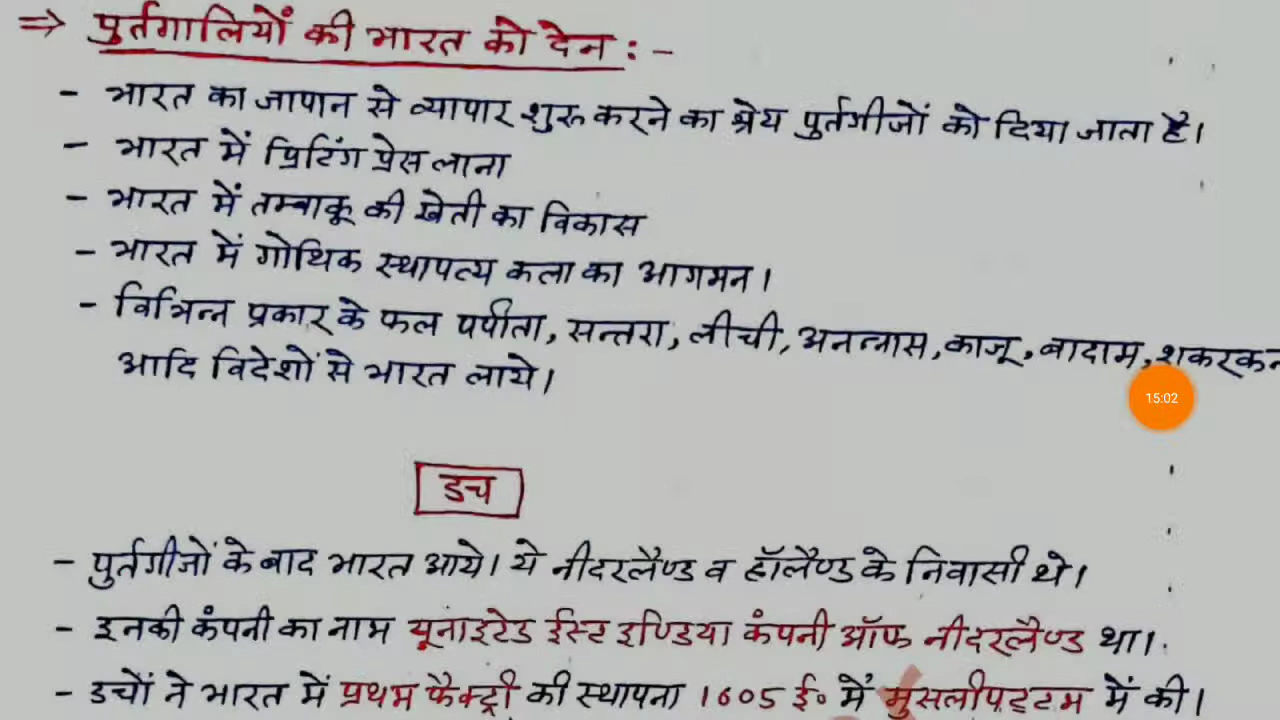 ⇒ पुर्तगालियों की भारत को देन :-
- भारत का जापान से व्यापार शुरू करने का श्रेय पुर्तगीजों को दिया जाता है।
- भारत में प्रिटिंग प्रेस लाना
- भारत में तम्बाकू की खेती का विकास
- भारत में गोथिक स्थापत्य कला का आगमन।
- विभिन्न प्रकार के फल पपीता, सन्तरा, लीची, अनन्नास, काजू, बादाम,
आदि विदेशों से भारत लाये।
15:02
डच
- पुर्तगीजों के बाद भारत आये। ये नीदरलैण्ड व हॉलैण्ड के निवासी थे।
- इनकी कंपनी का नाम यूनाइटेड ईस्ट इण्डिया कंपनी ऑफ नीदरलैण्ड था।
- डचों ने भारत में प्रथम फैक्ट्री की स्थापना 1605 ई० में मुसलीपट्टम में की।